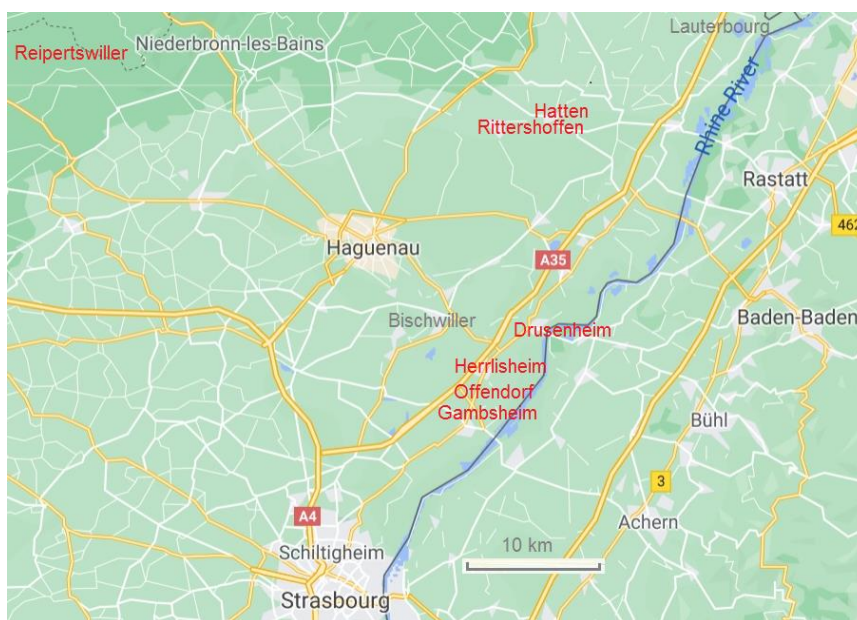 Lauterbourg
Niederbronn-les-Bains
Reipertswiller
Rhine River
Hatten
Rittershoffen
Rastatt
462
Haguenau
A35
Bischwiller
Drusenheim
Baden-Baden
Herrlisheim
Offendorf
Gambsheim
Bühl
3
A4
Achern
10 km
Schiltigheim
Strasbourg